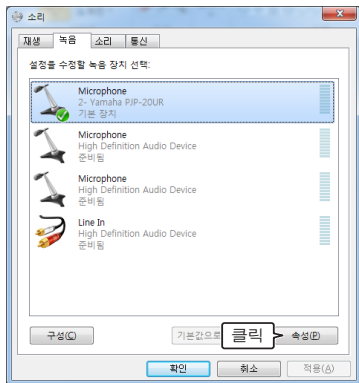 소리
재생 녹음 소리 통신
설정을 수정할 녹음 장치 선택:
Microphone
2- Yamaha PJP-20UR
기본 장치
Microphone
High Definition Audio Device
준비됨
Microphone
High Definition Audio Device
준비됨
Line In
High Definition Audio Device
준비됨
구성(C) 기본값으로 클릭 속성(P)
확인 취소 적용(A)